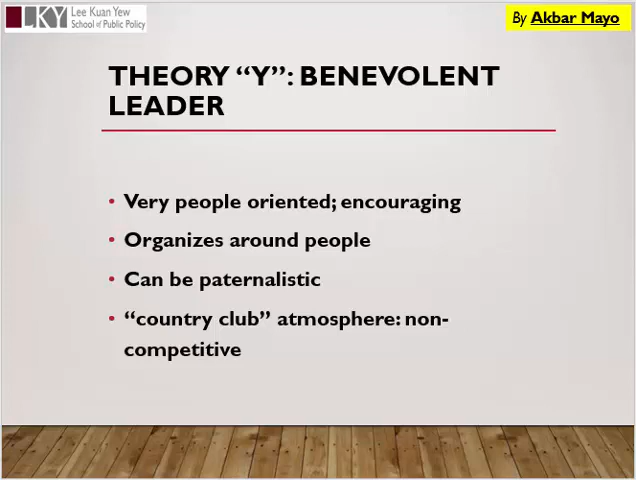 LKY
Lee Kuan Yew
School of Public Policy
By Akbar Mayo
THEORY “Y”: BENEVOLENT
LEADER
• Very people oriented; encouraging
• Organizes around people
• Can be paternalistic
• “country club” atmosphere: non-
competitive